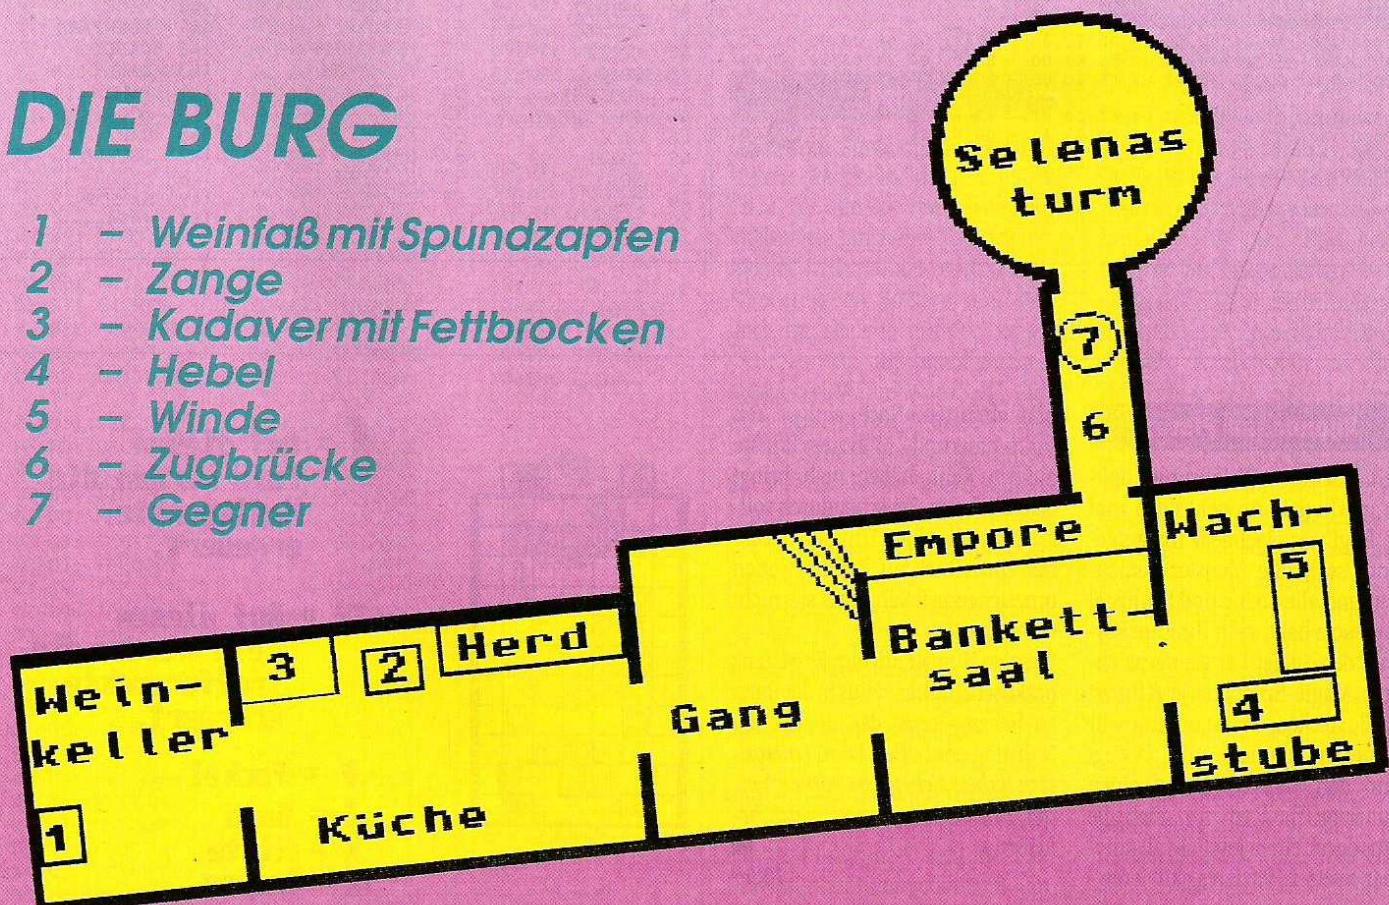 DIE BURG
1 – Weinfaß mit Spundzapfen
2 – Zange
3 – Kadaver mit Fettbrocken
4 – Hebel
5 – Winde
6 – Zugbrücke
7 – Gegner
Selenas
turm
7
6
Empore
Wach-
5
Bankett-
saal
4
stube
Gang
Herd
2
3
Wein-
keller
Küche
1